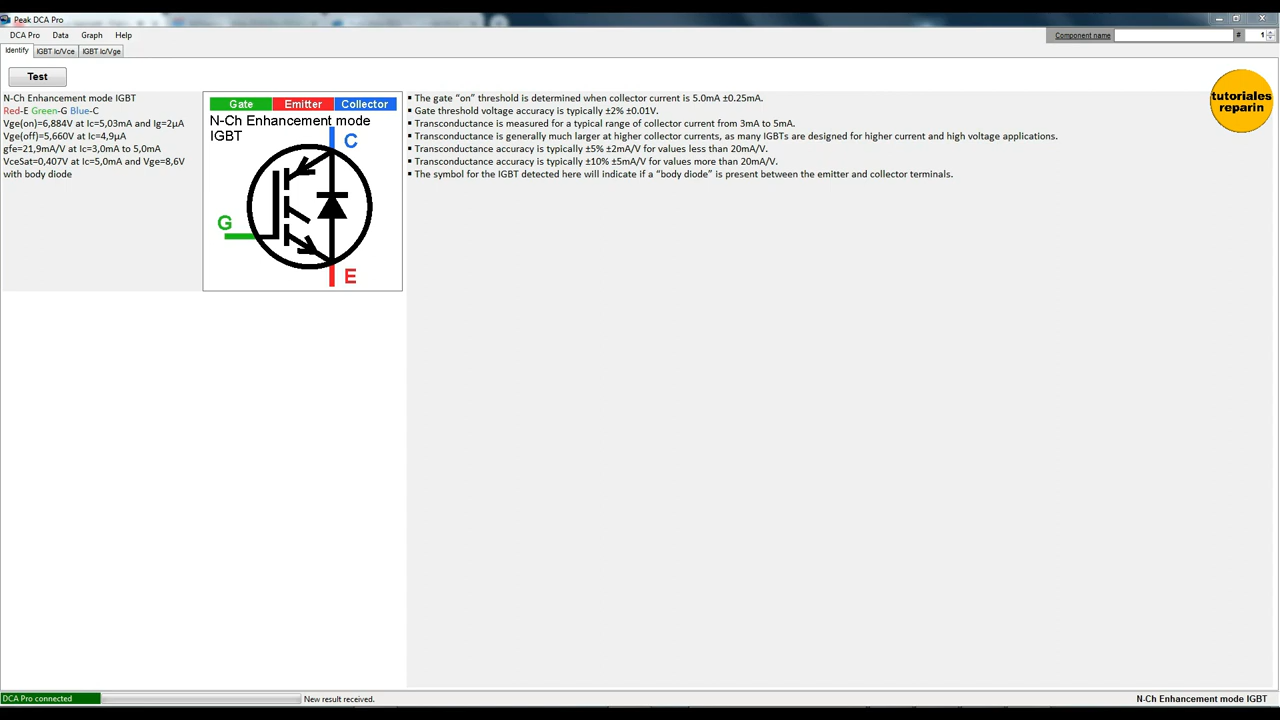 Peak DCA Pro
DCA Pro Data Graph Help
Component name # 1
Identify IGBT Ic/Vce IGBT Ic/Vge
Test
N-Ch Enhancement mode IGBT
Red-E Green-G Blue-C
Vge(on)=6,884V at Ic=5,03mA and Ig=2µA
Vge(off)=5,660V at Ic=4,9µA
gfe=21,9mA/V at Ic=3,0mA to 5,0mA
VceSat=0,407V at Ic=5,0mA and Vge=8,6V
with body diode
Gate Emitter Collector
N-Ch Enhancement mode
IGBT
C
G
E
▪ The gate “on” threshold is determined when collector current is 5.0mA ±0.25mA.
▪ Gate threshold voltage accuracy is typically ±2% ±0.01V.
▪ Transconductance is measured for a typical range of collector current from 3mA to 5mA.
▪ Transconductance is generally much larger at higher collector currents, as many IGBTs are designed for higher current and high voltage applications.
▪ Transconductance accuracy is typically ±5% ±2mA/V for values less than 20mA/V.
▪ Transconductance accuracy is typically ±10% ±5mA/V for values more than 20mA/V.
▪ The symbol for the IGBT detected here will indicate if a “body diode” is present between the emitter and collector terminals.
tutoriales
reparin
DCA Pro connected
New result received.
N-Ch Enhancement mode IGBT